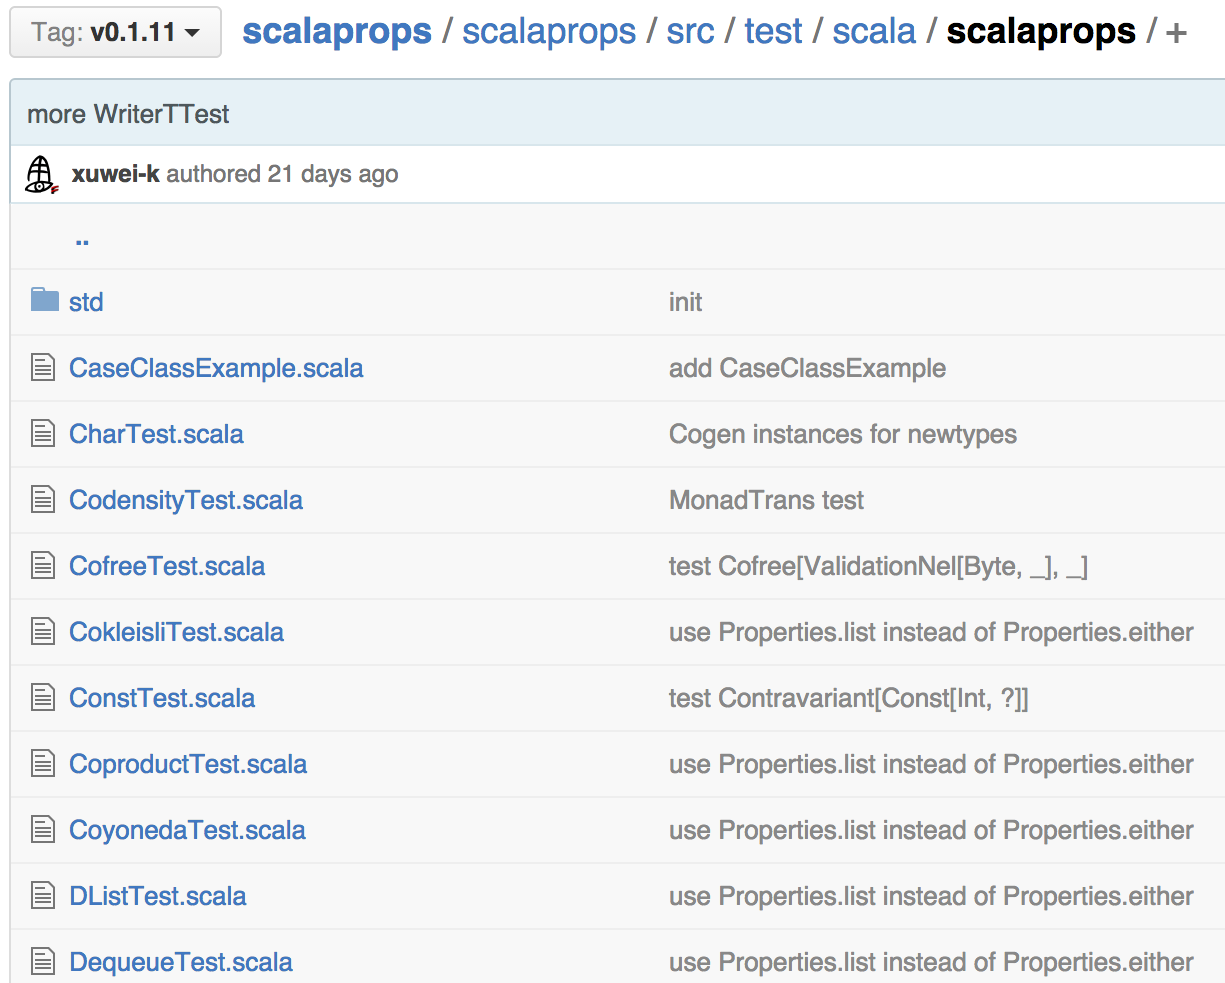 Tag: v0.1.11 scalaprops / scalaprops / src / test / scala / scalaprops / +
more WriterTTest
xuwei-k authored 21 days ago
..
std init
CaseClassExample.scala add CaseClassExample
CharTest.scala Cogen instances for newtypes
CodensityTest.scala MonadTrans test
CofreeTest.scala test Cofree[ValidationNel[Byte, _], _]
CokleisliTest.scala use Properties.list instead of Properties.either
ConstTest.scala test Contravariant[Const[Int, ?]]
CoproductTest.scala use Properties.list instead of Properties.either
CoyonedaTest.scala use Properties.list instead of Properties.either
DListTest.scala use Properties.list instead of Properties.either
DequeueTest.scala use Properties.list instead of Properties.either